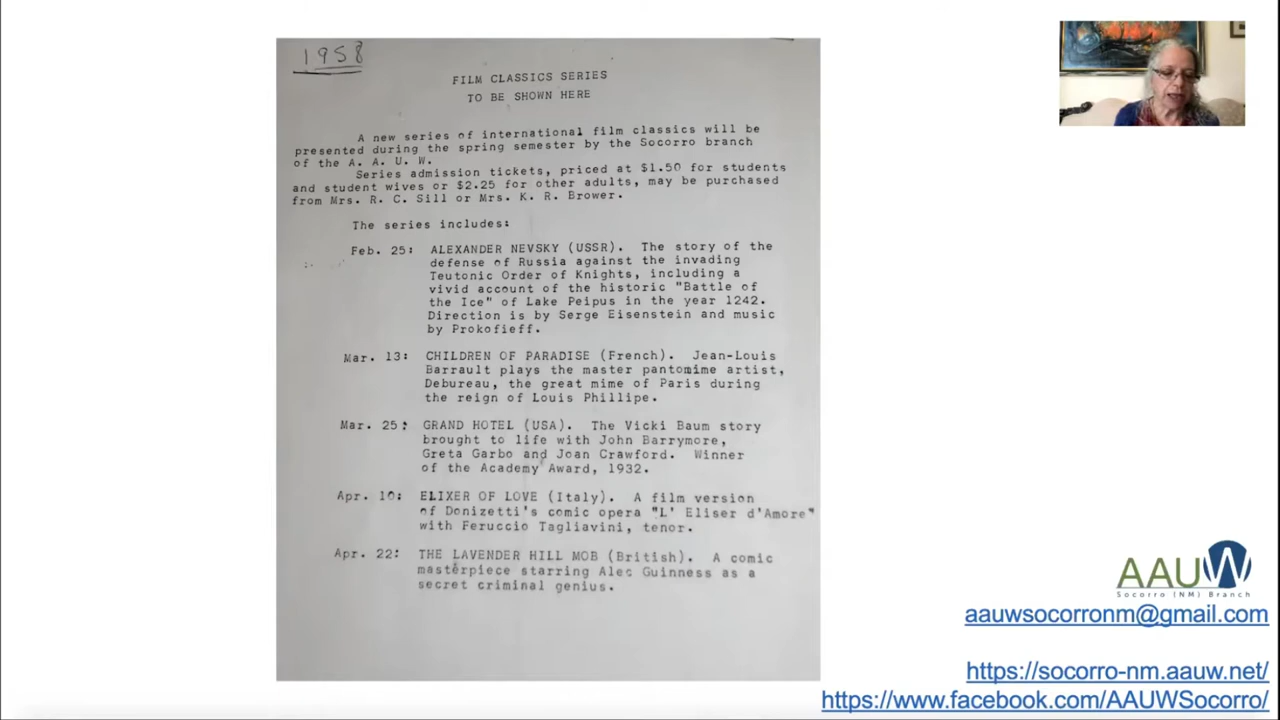 1958
FILM CLASSICS SERIES
TO BE SHOWN HERE
A new series of international film classics will be
presented during the spring semester by the Socorro branch
of the A. A. U. W.
Series admission tickets, priced at $1.50 for students
and student wives or $2.25 for other adults, may be purchased
from Mrs. R. C. Sill or Mrs. K. R. Brower.
The series includes:
Feb. 25: ALEXANDER NEVSKY (USSR). The story of the
defense of Russia against the invading
Teutonic Order of Knights, including a
vivid account of the historic "Battle of
the Ice" of Lake Peipus in the year 1242.
Direction is by Serge Eisenstein and music
by Prokofieff.
Mar. 13: CHILDREN OF PARADISE (French). Jean-Louis
Barrault plays the master pantomime artist,
Debureau, the great mime of Paris during
the reign of Louis Phillipe.
Mar. 25: GRAND HOTEL (USA). The Vicki Baum story
brought to life with John Barrymore,
Greta Garbo and Joan Crawford. Winner
of the Academy Award, 1932.
Apr. 10: ELIXER OF LOVE (Italy). A film version
of Donizetti's comic opera "L' Eliser d'Amore"
with Feruccio Tagliavini, tenor.
Apr. 22: THE LAVENDER HILL MOB (British). A comic
masterpiece starring Alec Guinness as a
secret criminal genius.
AAUW
Socorro (NM) Branch
aauwsocorronm@gmail.com
https://socorro-nm.aauw.net/
https://www.facebook.com/AAUWSocorro/